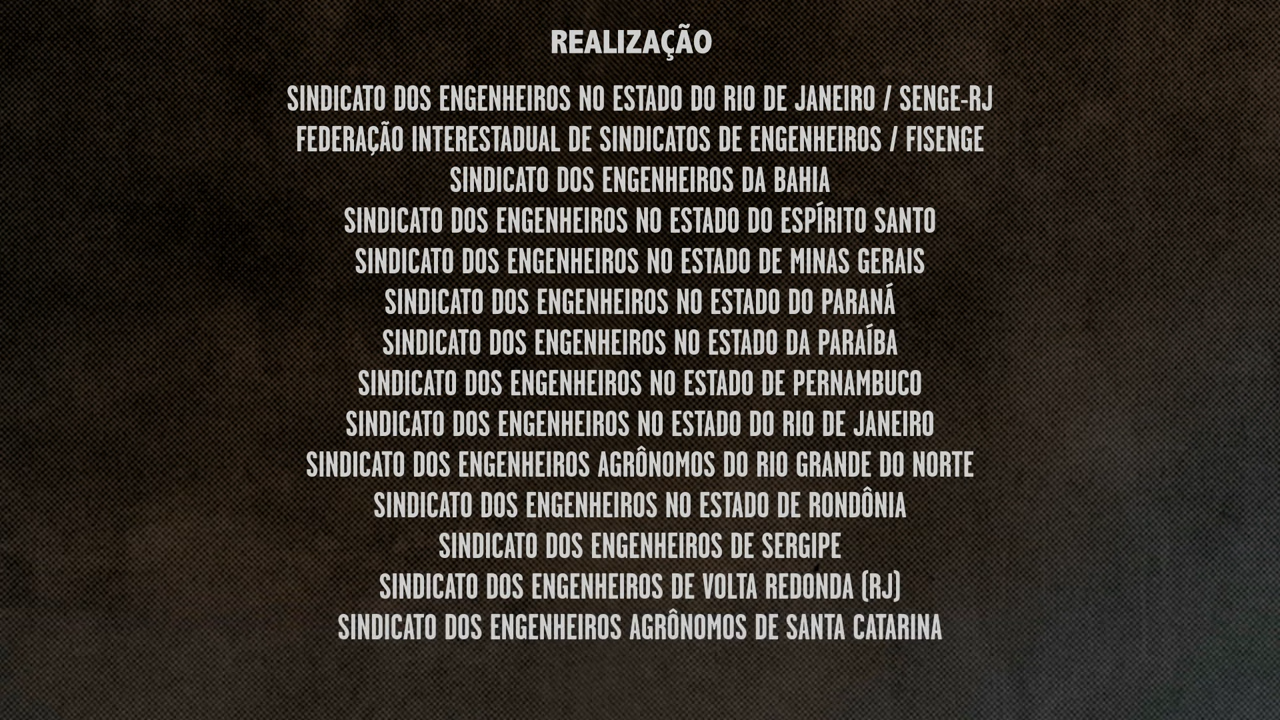 REALIZAÇÃO
SINDICATO DOS ENGENHEIROS NO ESTADO DO RIO DE JANEIRO / SENGE-RJ
FEDERAÇÃO INTERESTADUAL DE SINDICATOS DE ENGENHEIROS / FISENGE
SINDICATO DOS ENGENHEIROS DA BAHIA
SINDICATO DOS ENGENHEIROS NO ESTADO DO ESPÍRITO SANTO
SINDICATO DOS ENGENHEIROS NO ESTADO DE MINAS GERAIS
SINDICATO DOS ENGENHEIROS NO ESTADO DO PARANÁ
SINDICATO DOS ENGENHEIROS NO ESTADO DA PARAÍBA
SINDICATO DOS ENGENHEIROS NO ESTADO DE PERNAMBUCO
SINDICATO DOS ENGENHEIROS NO ESTADO DO RIO DE JANEIRO
SINDICATO DOS ENGENHEIROS AGRÔNOMOS DO RIO GRANDE DO NORTE
SINDICATO DOS ENGENHEIROS NO ESTADO DE RONDÔNIA
SINDICATO DOS ENGENHEIROS DE SERGIPE
SINDICATO DOS ENGENHEIROS DE VOLTA REDONDA (RJ)
SINDICATO DOS ENGENHEIROS AGRÔNOMOS DE SANTA CATARINA